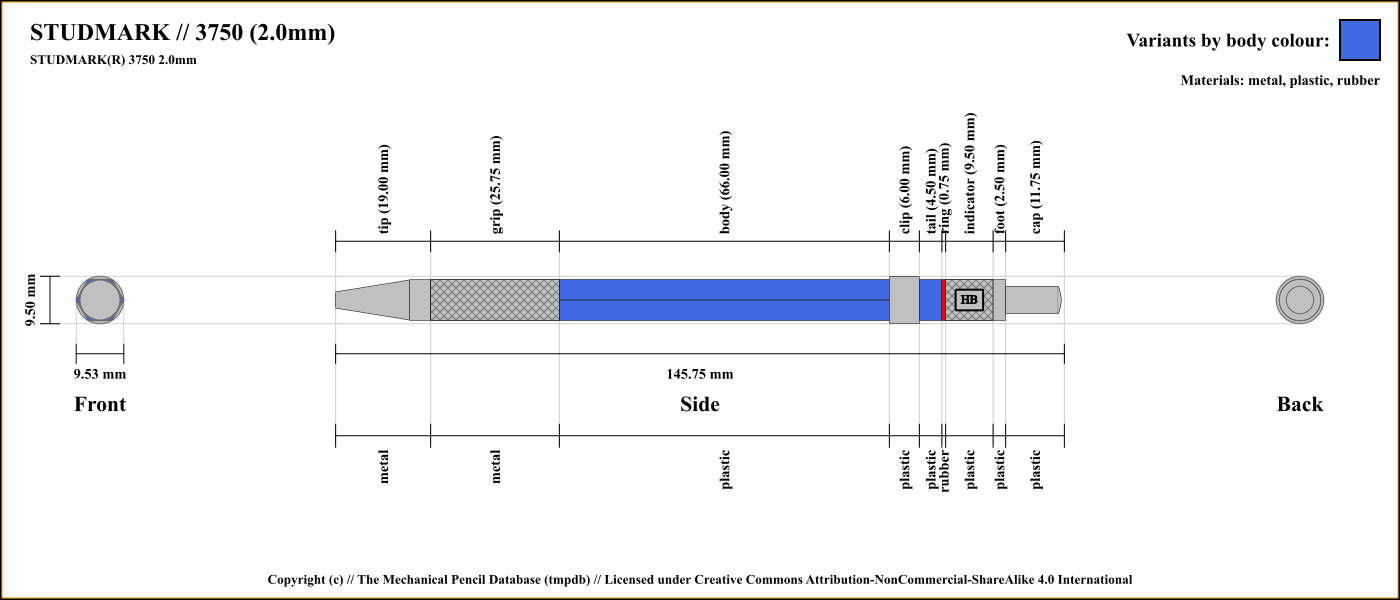 STUDMARK // 3750 (2.0mm)
STUDMARK(R) 3750 2.0mm
Variants by body colour:
Materials: metal, plastic, rubber
tip (19.00 mm)
grip (25.75 mm)
body (66.00 mm)
clip (6.00 mm)
tail (4.50 mm)
ring (0.75 mm)
indicator (9.50 mm)
foot (2.50 mm)
cap (11.75 mm)
9.50 mm
HB
9.53 mm
145.75 mm
Front
Side
Back
metal
metal
plastic
plastic
plastic
rubber
plastic
plastic
plastic
Copyright (c) // The Mechanical Pencil Database (tmpdb) // Licensed under Creative Commons Attribution-NonCommercial-ShareAlike 4.0 International